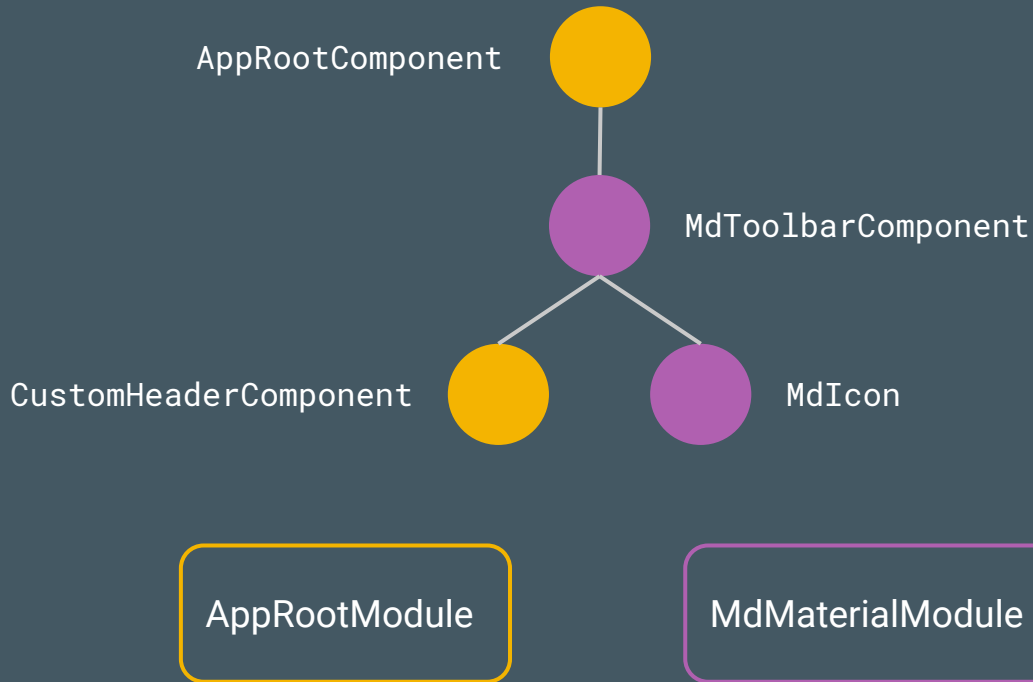 AppRootComponent
MdToolbarComponent
CustomHeaderComponent
MdIcon
AppRootModule
MdMaterialModule